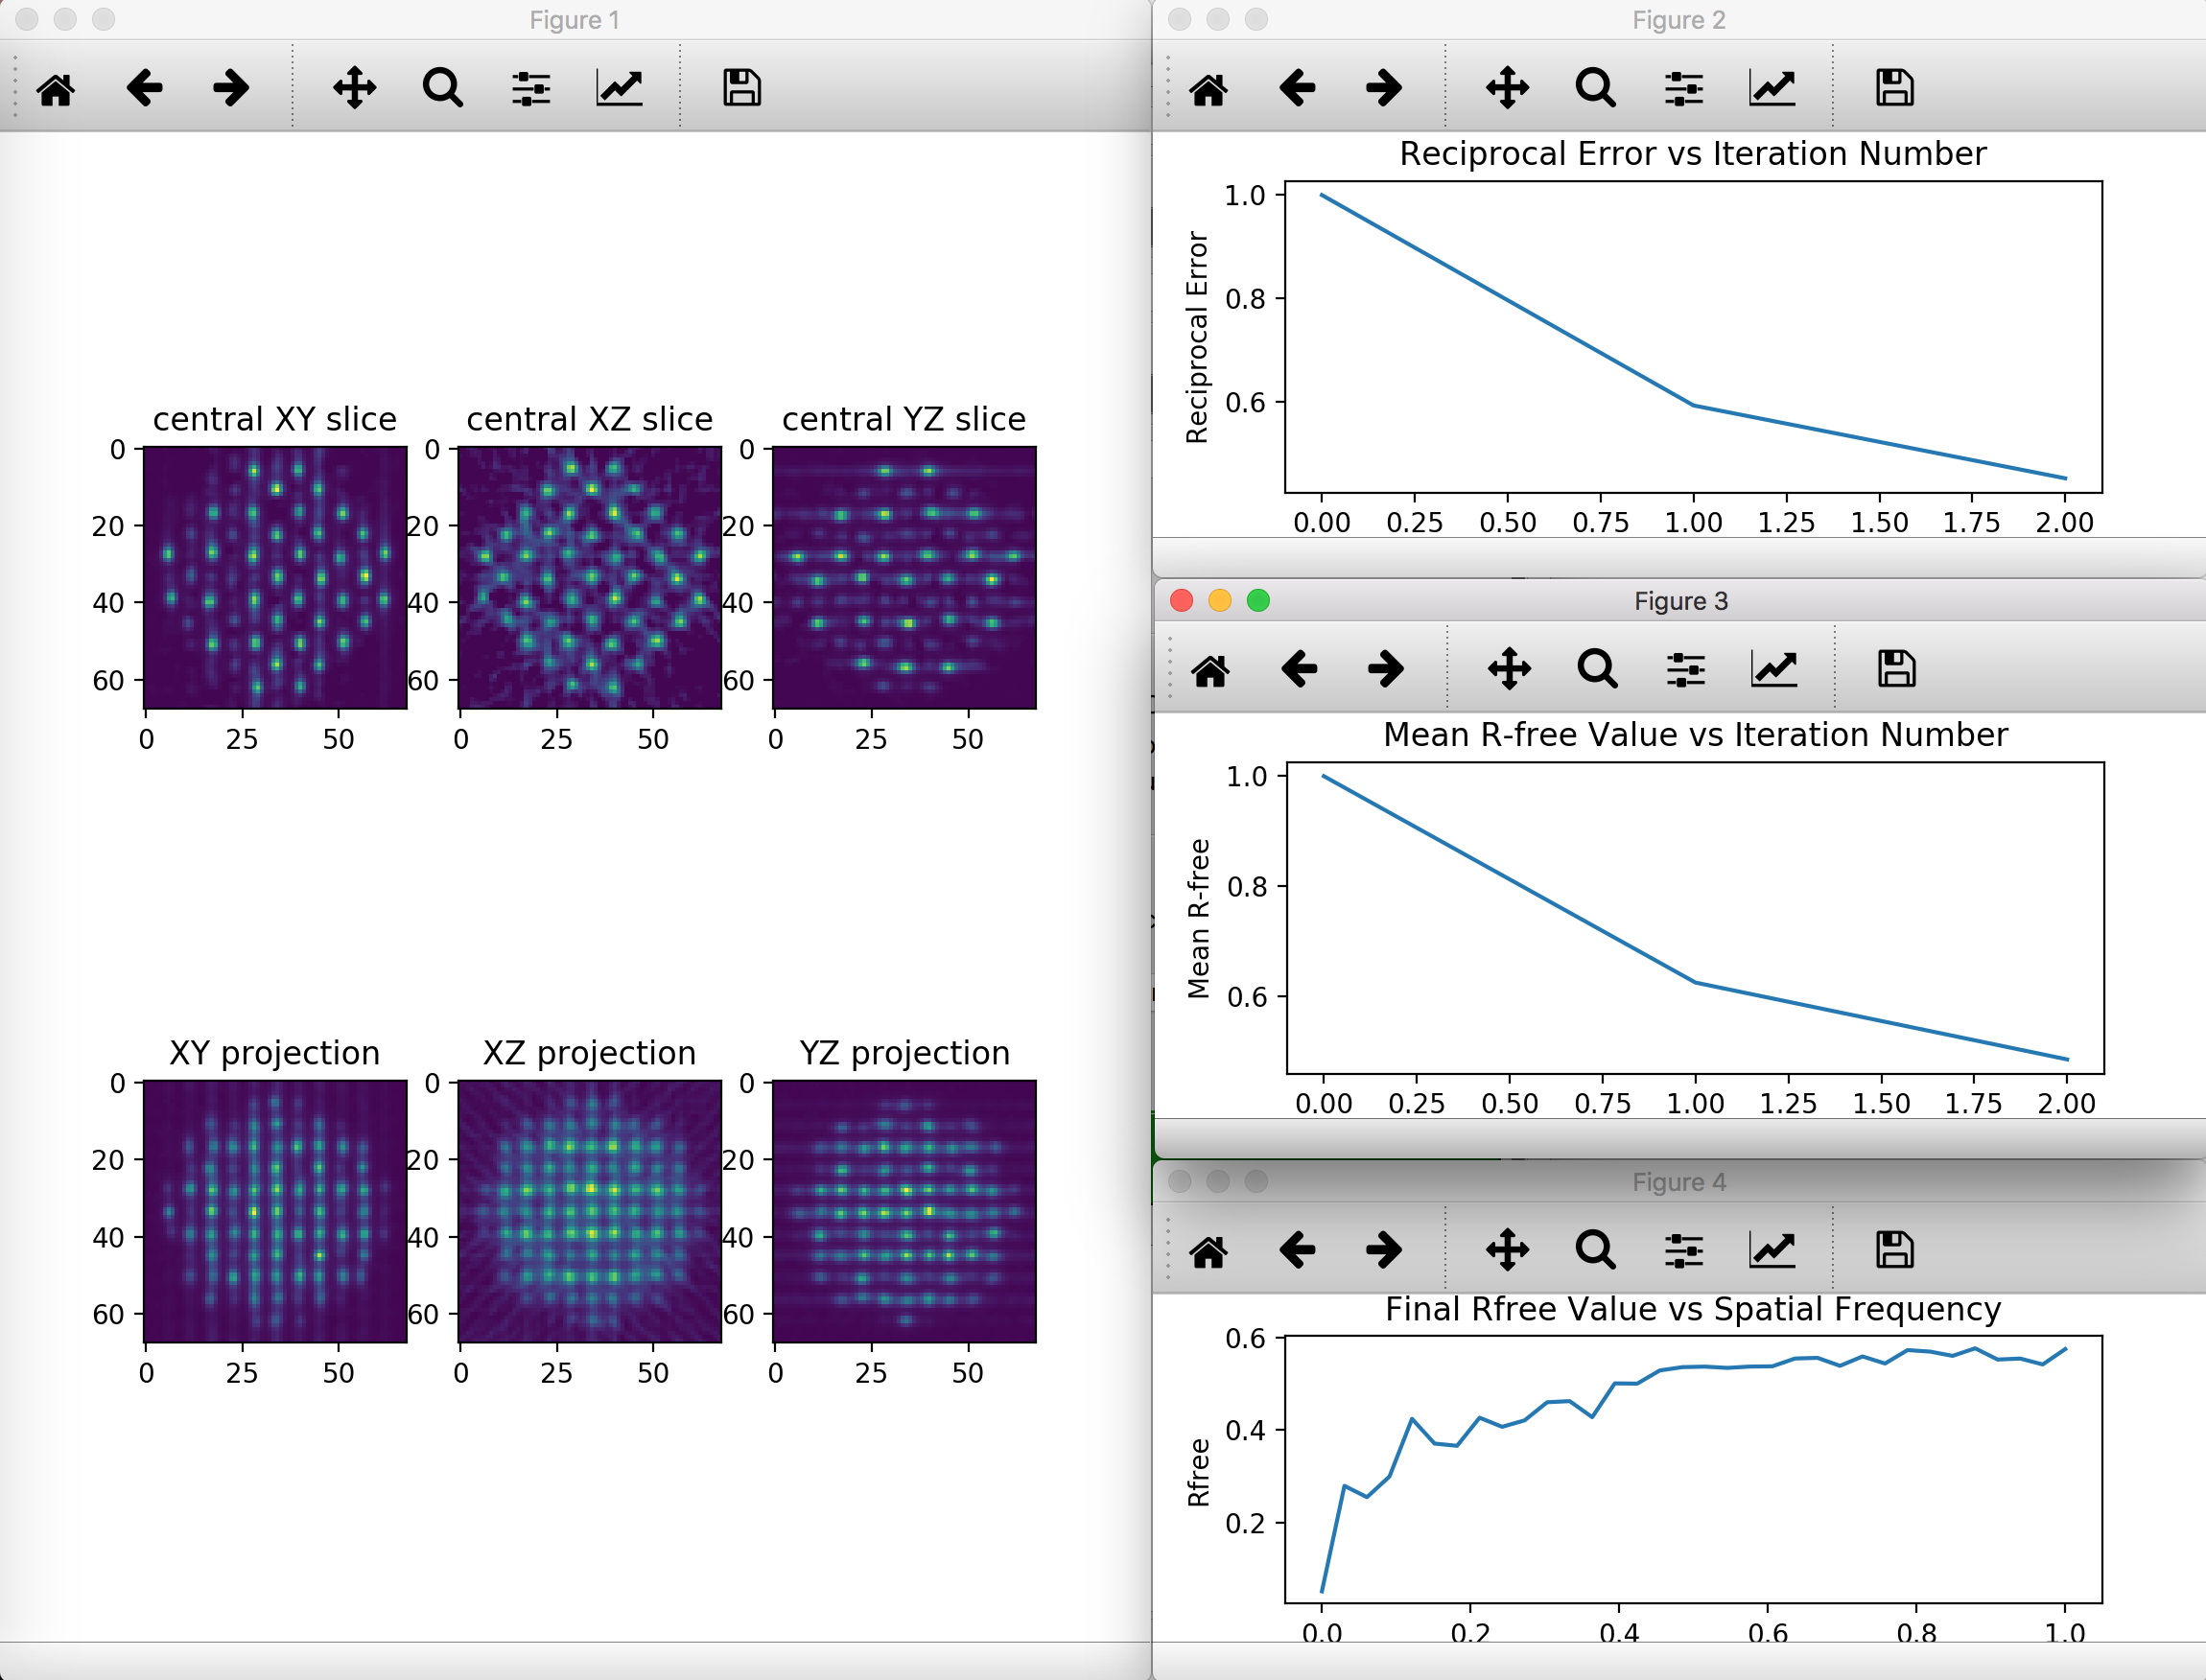 Figure 1
central XY slice
central XZ slice
central YZ slice
0
20
40
60
0
25
50
0
20
40
60
0
25
50
0
20
40
60
0
25
50
XY projection
XZ projection
YZ projection
0
20
40
60
0
25
50
0
20
40
60
0
25
50
0
20
40
60
0
25
50
Figure 2
Reciprocal Error vs Iteration Number
Reciprocal Error
1.0
0.8
0.6
0.00 0.25 0.50 0.75 1.00 1.25 1.50 1.75 2.00
Figure 3
Mean R-free Value vs Iteration Number
Mean R-free
1.0
0.8
0.6
0.00 0.25 0.50 0.75 1.00 1.25 1.50 1.75 2.00
Figure 4
Final Rfree Value vs Spatial Frequency
Rfree
0.6
0.4
0.2
0.0 0.2 0.4 0.6 0.8 1.0